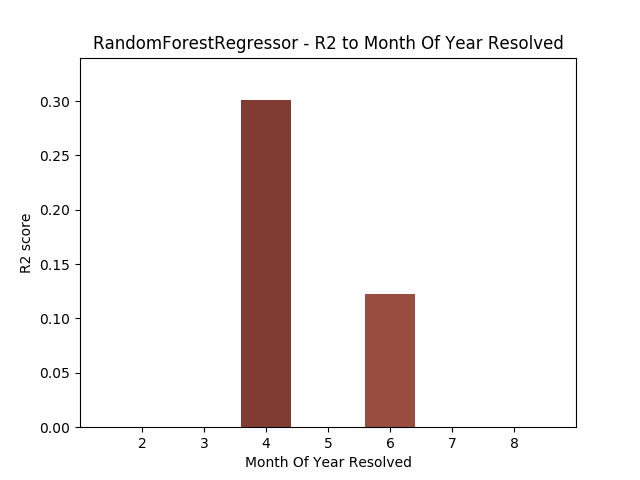 RandomForestRegressor - R2 to Month Of Year Resolved
0.30
0.25
0.20
0.15
0.10
0.05
0.00
R2 score
2 3 4 5 6 7 8
Month Of Year Resolved